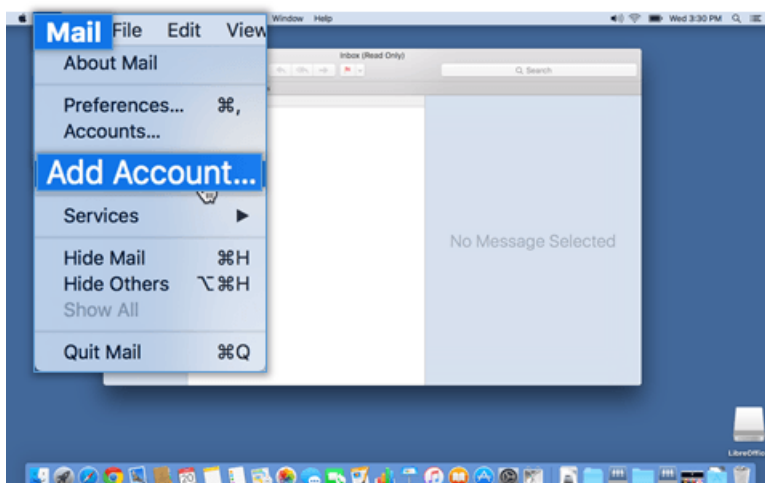 Mail File Edit View Window Help Wed 3:30 PM
About Mail
Preferences... ⌘,
Accounts...
Add Account...
Services ▶
Hide Mail ⌘H
Hide Others ⌥⌘H
Show All
Quit Mail ⌘Q
Inbox (Read Only)
Search
No Message Selected
20